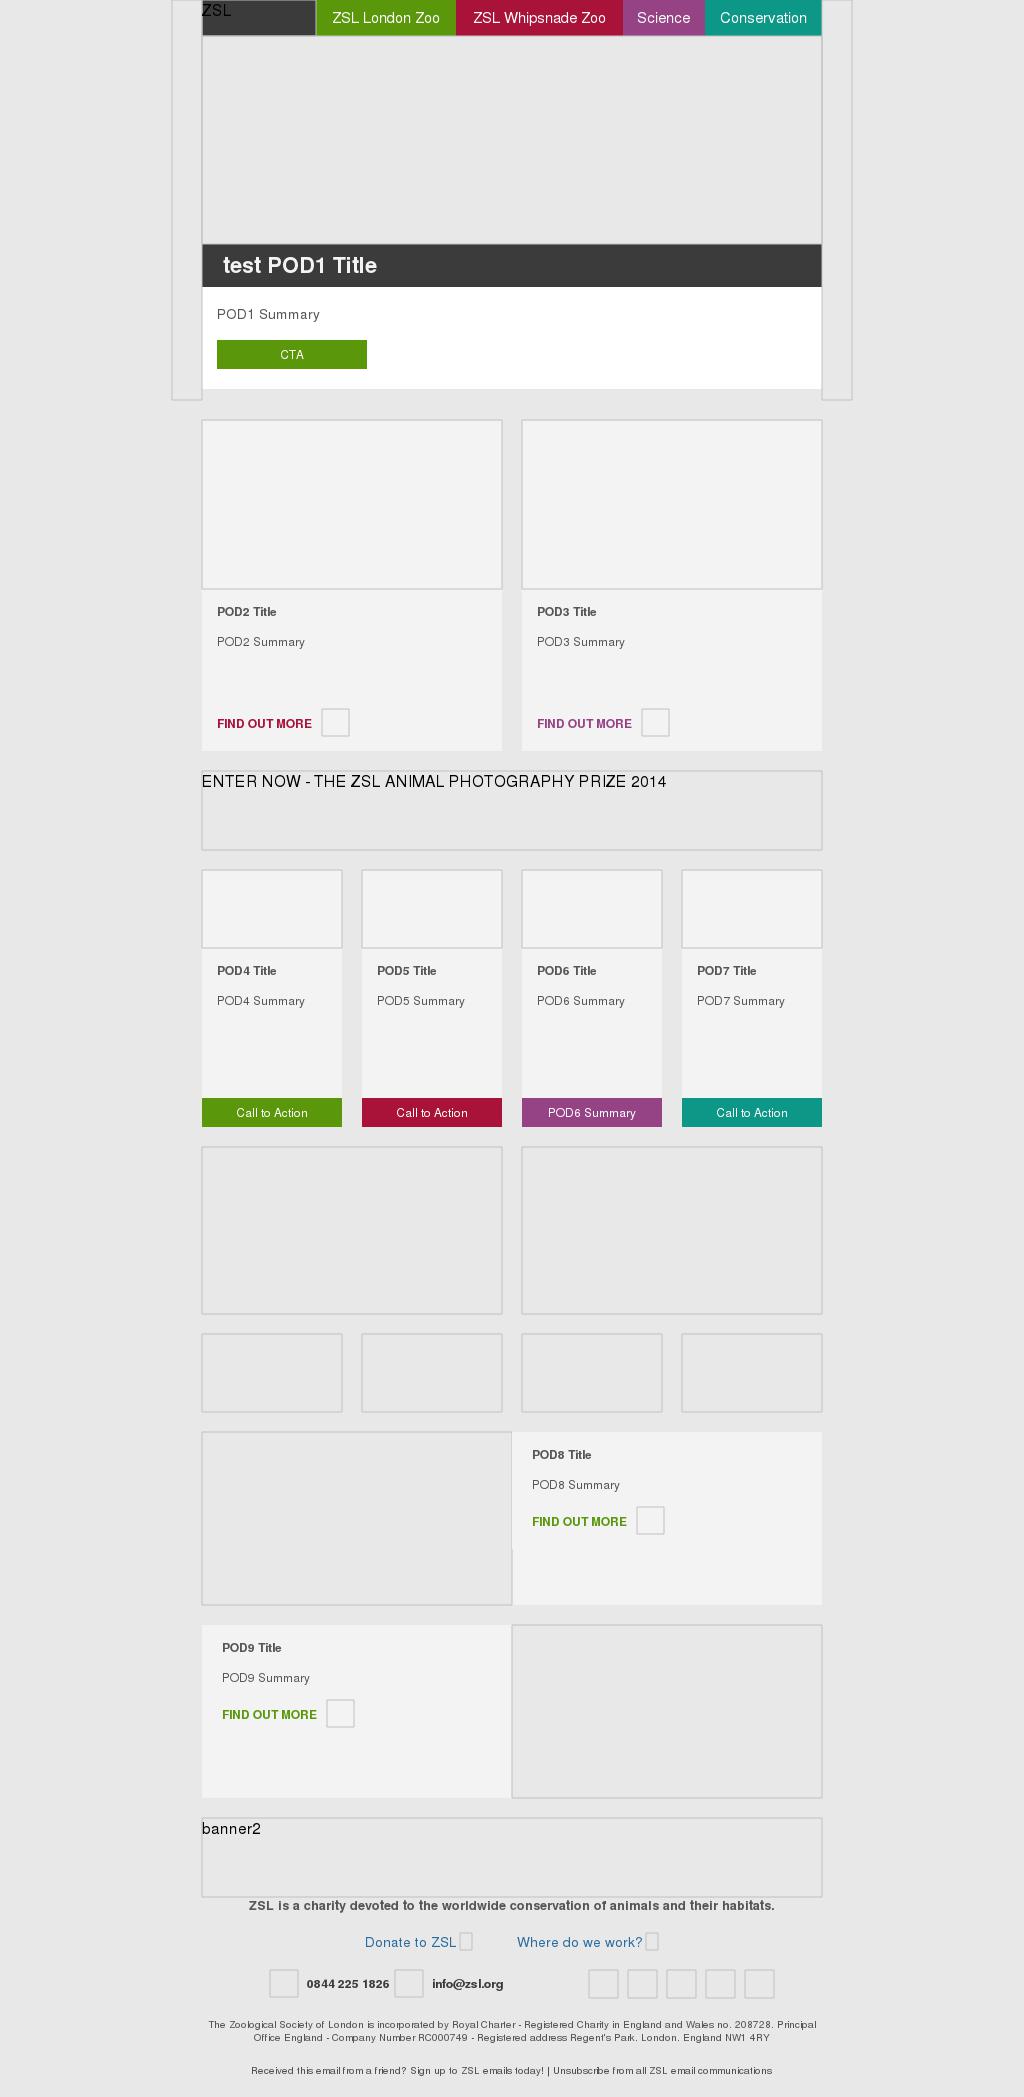 ZSL
ZSL London Zoo
ZSL Whipsnade Zoo
Science
Conservation
test POD1 Title
POD1 Summary
CTA
POD2 Title
POD3 Title
POD2 Summary
POD3 Summary
FIND OUT MORE
FIND OUT MORE
ENTER NOW - THE ZSL ANIMAL PHOTOGRAPHY PRIZE 2014
POD4 Title
POD5 Title
POD6 Title
POD7 Title
POD4 Summary
POD5 Summary
POD6 Summary
POD7 Summary
Call to Action
Call to Action
POD6 Summary
Call to Action
POD8 Title
POD8 Summary
FIND OUT MORE
POD9 Title
POD9 Summary
FIND OUT MORE
banner2
ZSL is a charity devoted to the worldwide conservation of animals and their habitats.
Donate to ZSL
Where do we work?
0844 225 1826
info@zsl.org
The Zoological Society of London is incorporated by Royal Charter - Registered Charity in England and Wales no. 208728. Principal
Office England - Company Number RC000749 - Registered address Regent's Park. London. England NW1 4RY
Received this email from a friend? Sign up to ZSL emails today! | Unsubscribe from all ZSL email communications